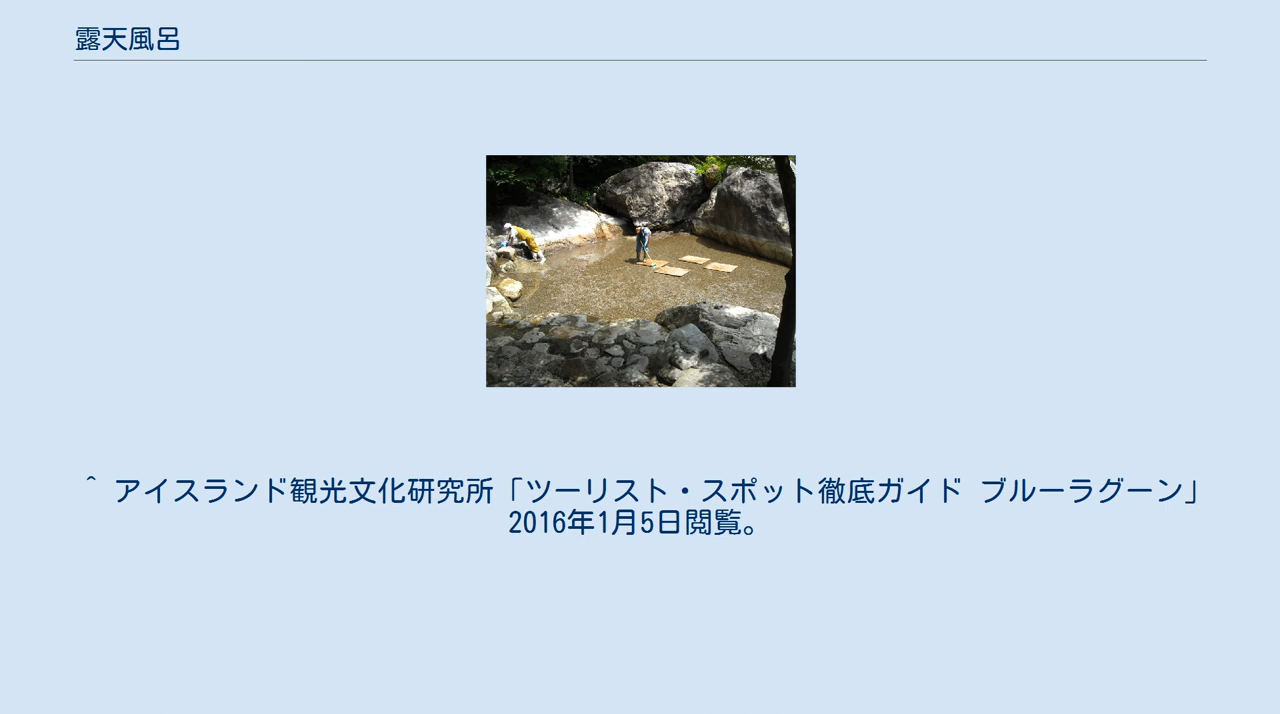 露天風呂
^ アイスランド観光文化研究所「ツーリスト・スポット徹底ガイド ブルーラグーン」
2016年1月5日閲覧。